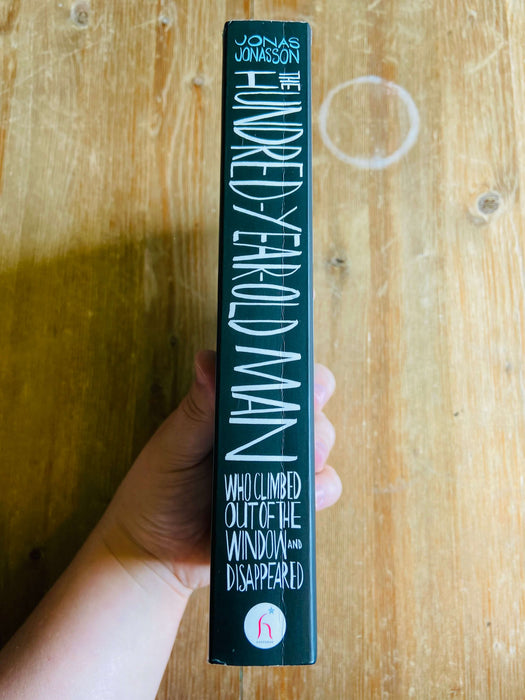 JONAS
JONASSON
THE
HUNDRED-YEAR-OLD MAN
WHO CLIMBED
OUT OF THE
WINDOW AND
DISAPPEARED
h